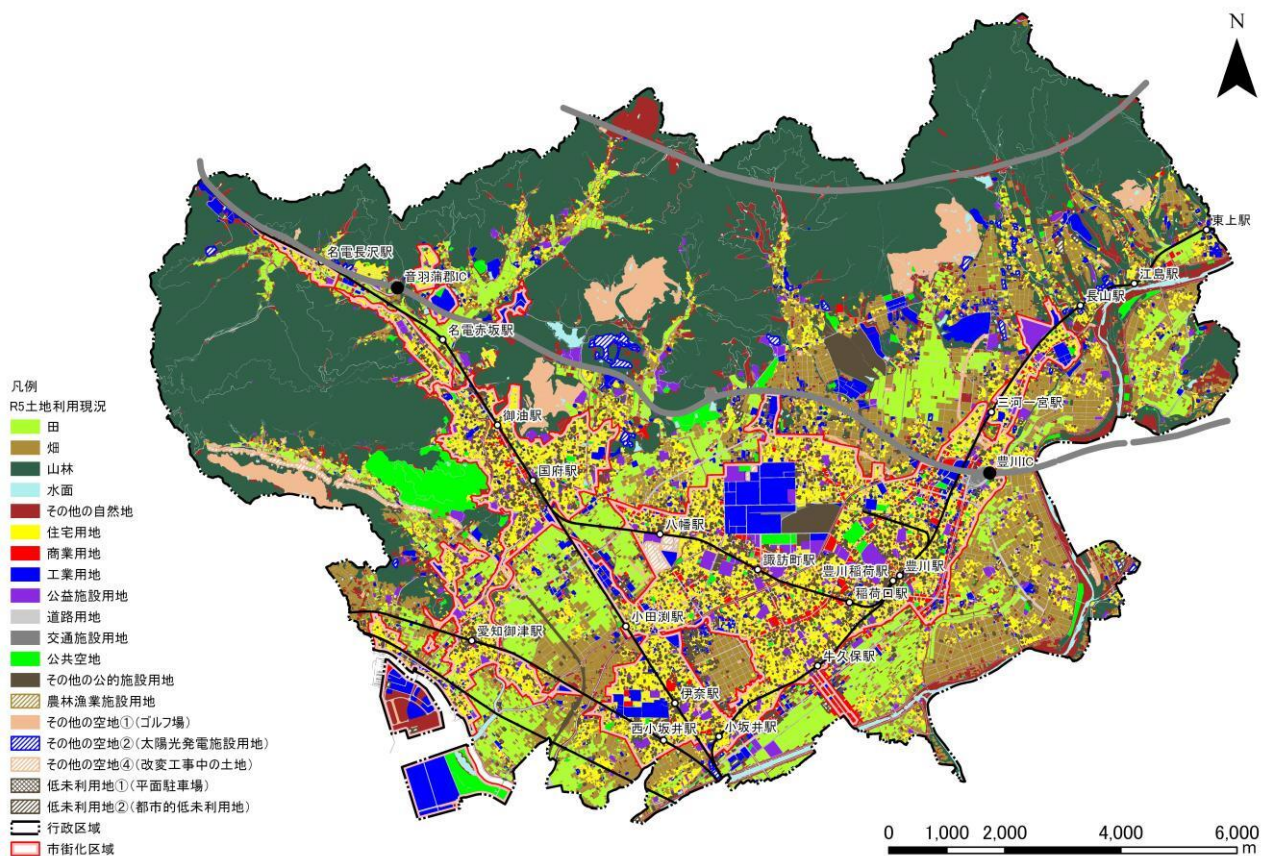 N
東上駅
江島駅
名電長沢駅
音羽蒲郡IC
長山駅
名電赤坂駅
凡例
R5土地利用現況
田
畑
山林
水面
その他の自然地
住宅用地
商業用地
工業用地
公益施設用地
道路用地
交通施設用地
公共空地
その他の公的施設用地
農林漁業施設用地
その他の空地①(ゴルフ場)
その他の空地②(太陽光発電施設用地)
その他の空地④(改変工事中の土地)
低未利用地①(平面駐車場)
低未利用地②(都市的低未利用地)
行政区域
市街化区域
御油駅
三河一宮駅
国府駅
豊川IC
八幡駅
諏訪町駅
豊川稲荷駅
豊川駅
稲荷口駅
小田渕駅
愛知御津駅
牛久保駅
伊奈駅
西小坂井駅
小坂井駅
0 1,000 2,000 4,000 6,000
m